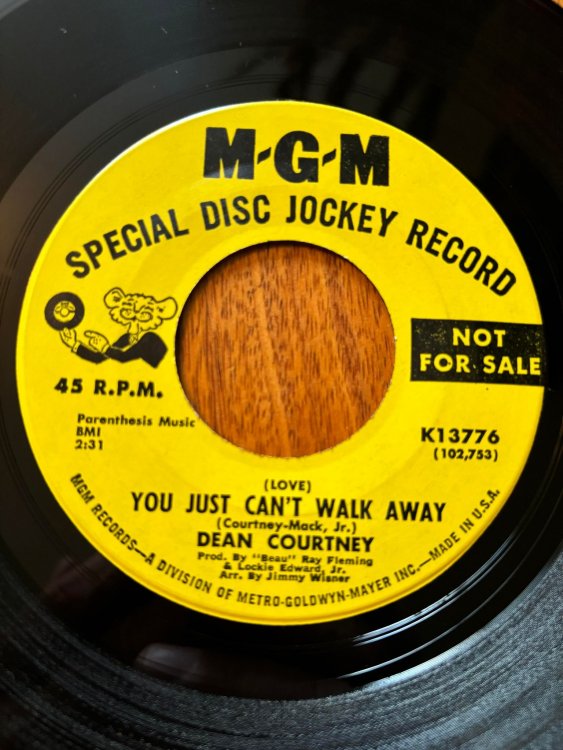 M-G-M
SPECIAL DISC JOCKEY RECORD
NOT
FOR SALE
45 R.P.M.
Parenthesis Music
BMI
2:31
K13776
(102,753)
(LOVE)
YOU JUST CAN'T WALK AWAY
(Courtney-Mack, Jr.)
DEAN COURTNEY
Prod. By "Beau" Ray Fleming
& Lockie Edward, Jr.
Arr. By Jimmy Wisner
MGM RECORDS—A DIVISION OF METRO-GOLDWYN-MAYER INC.—MADE IN U.S.A.